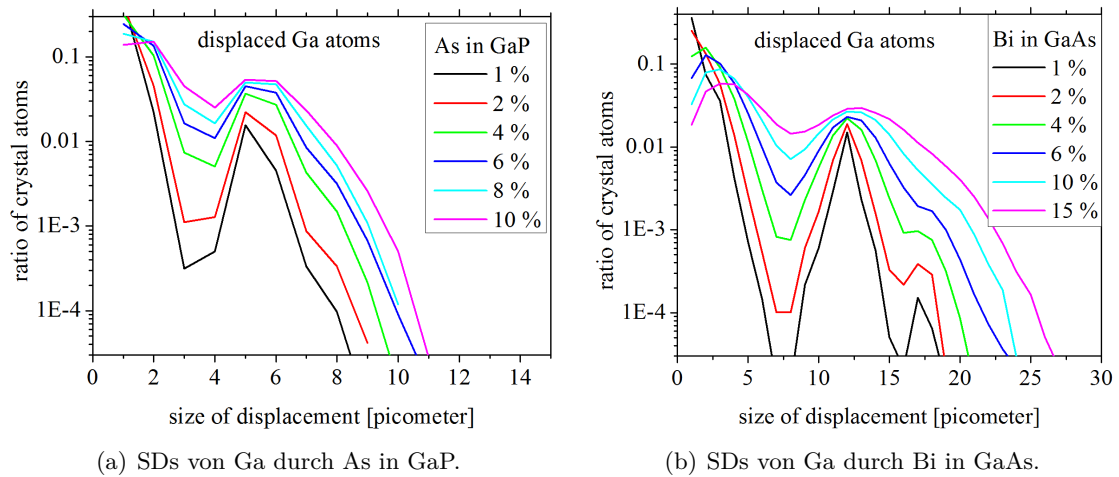 displaced Ga atoms
As in GaP
1 %
2 %
4 %
6 %
8 %
10 %
0.1
0.01
1E-3
1E-4
ratio of crystal atoms
0 2 4 6 8 10 12 14
size of displacement [picometer]
(a) SDs von Ga durch As in GaP.
displaced Ga atoms
Bi in GaAs
1 %
2 %
4 %
6 %
10 %
15 %
0.1
0.01
1E-3
1E-4
ratio of crystal atoms
0 5 10 15 20 25 30
size of displacement [picometer]
(b) SDs von Ga durch Bi in GaAs.